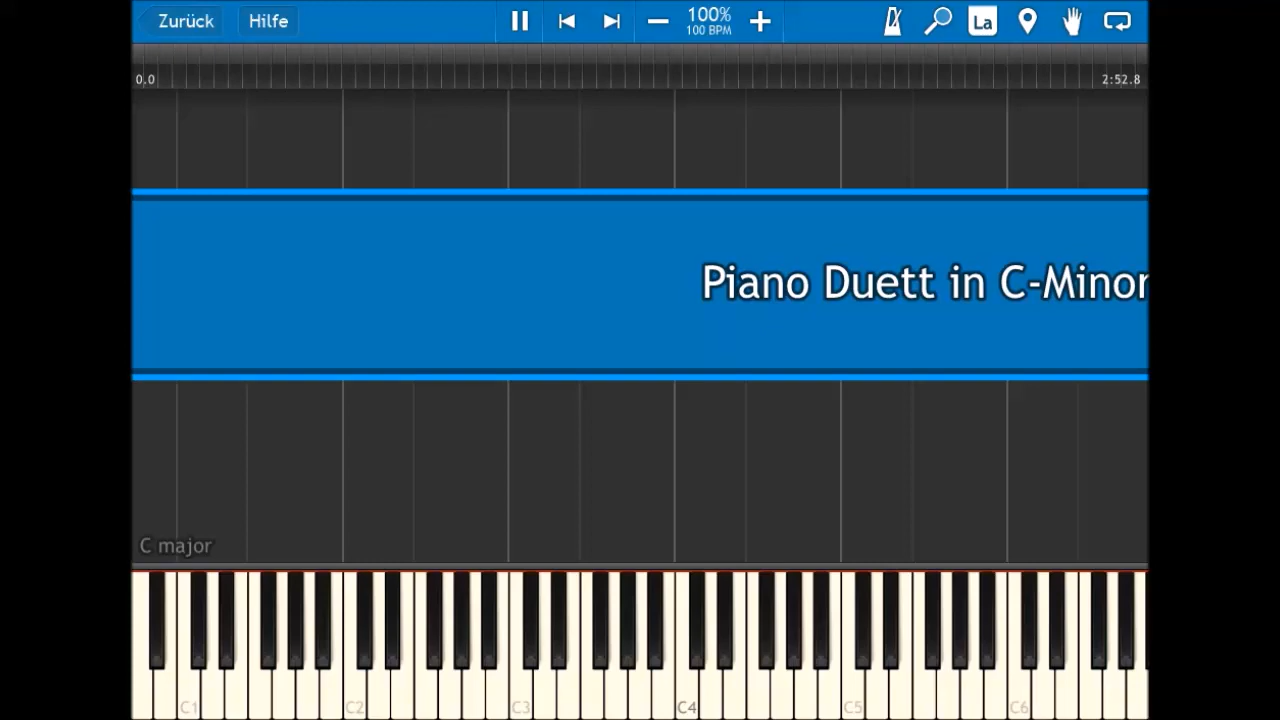 Zurück Hilfe 100% La
100 BPM
0,0 2:52.8
Piano Duett in C-Minor
C major
C1 C2 C3 C4 C5 C6